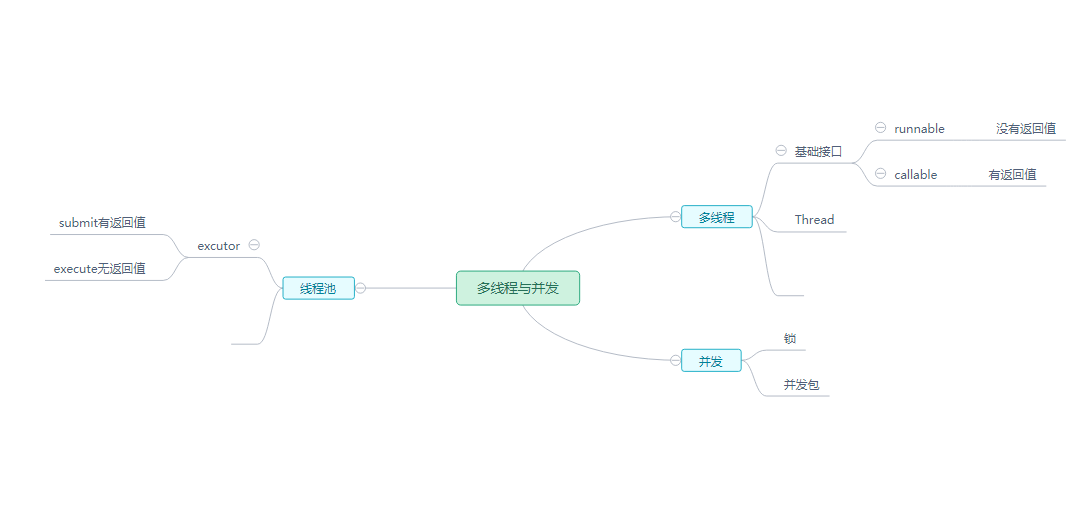 多线程与并发
多线程
基础接口
runnable
没有返回值
callable
有返回值
Thread
并发
锁
并发包
线程池
excutor
submit有返回值
execute无返回值